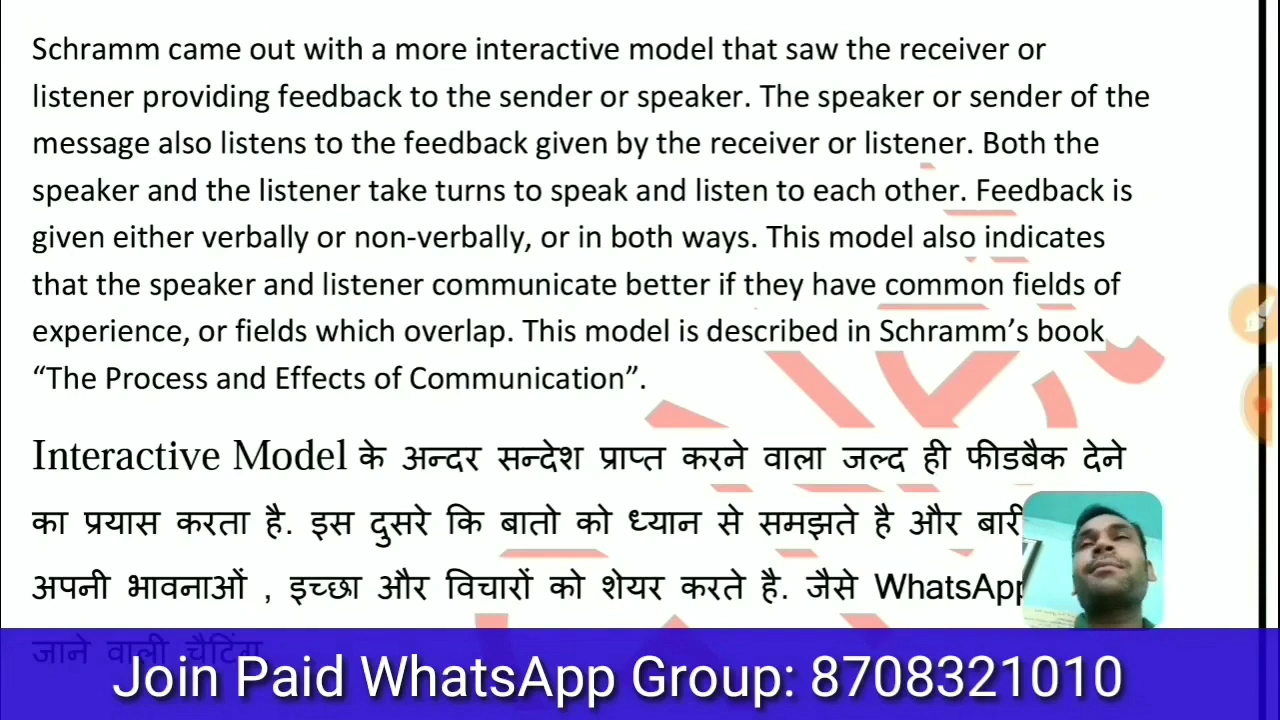 Schramm came out with a more interactive model that saw the receiver or
listener providing feedback to the sender or speaker. The speaker or sender of the
message also listens to the feedback given by the receiver or listener. Both the
speaker and the listener take turns to speak and listen to each other. Feedback is
given either verbally or non-verbally, or in both ways. This model also indicates
that the speaker and listener communicate better if they have common fields of
experience, or fields which overlap. This model is described in Schramm’s book
“The Process and Effects of Communication”.
Interactive Model के अन्दर सन्देश प्राप्त करने वाला जल्द ही फीडबैक देने
का प्रयास करता है. इस दुसरे कि बातो को ध्यान से समझते है और
अपनी भावनाओं , इच्छा और विचारों को शेयर करते है. जैसे WhatsApp
जाने वाली चैटिंग
Join Paid WhatsApp Group: 8708321010